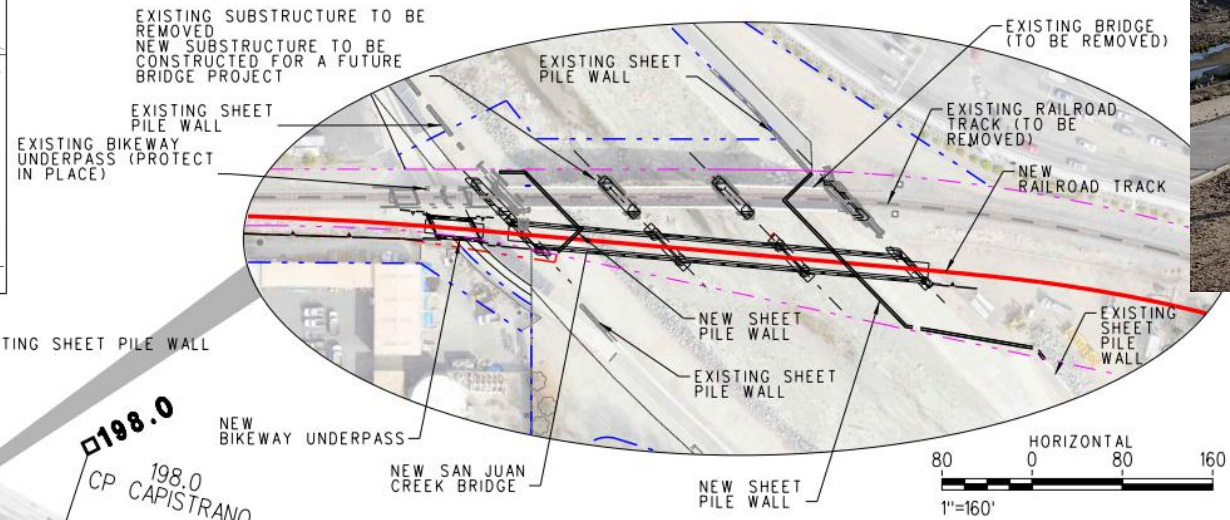 EXISTING SUBSTRUCTURE TO BE
REMOVED
NEW SUBSTRUCTURE TO BE
CONSTRUCTED FOR A FUTURE
BRIDGE PROJECT
EXISTING SHEET
PILE WALL
EXISTING BRIDGE
(TO BE REMOVED)
EXISTING SHEET
PILE WALL
EXISTING BIKEWAY
UNDERPASS (PROTECT
IN PLACE)
EXISTING RAILROAD
TRACK (TO BE
REMOVED)
NEW
RAILROAD TRACK
NEW SHEET
PILE WALL
EXISTING SHEET
PILE WALL
EXISTING
SHEET
PILE
WALL
TING SHEET PILE WALL
198.0
198.0
CP CAPISTRANO
NEW
BIKEWAY UNDERPASS
NEW SAN JUAN
CREEK BRIDGE
NEW SHEET
PILE WALL
HORIZONTAL
80 0 80 160
1"=160'